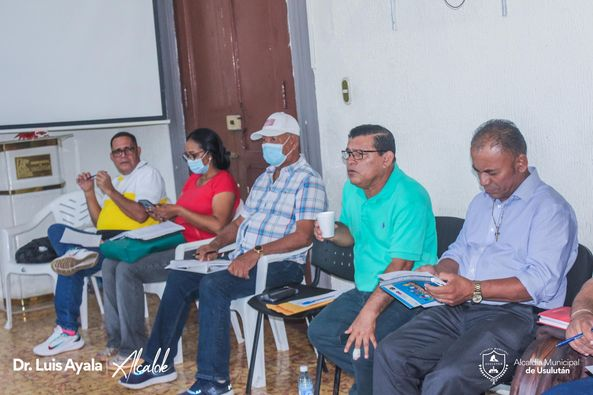 Dr. Luis Ayala Alcalde
Alcaldía Municipal
de Usulután